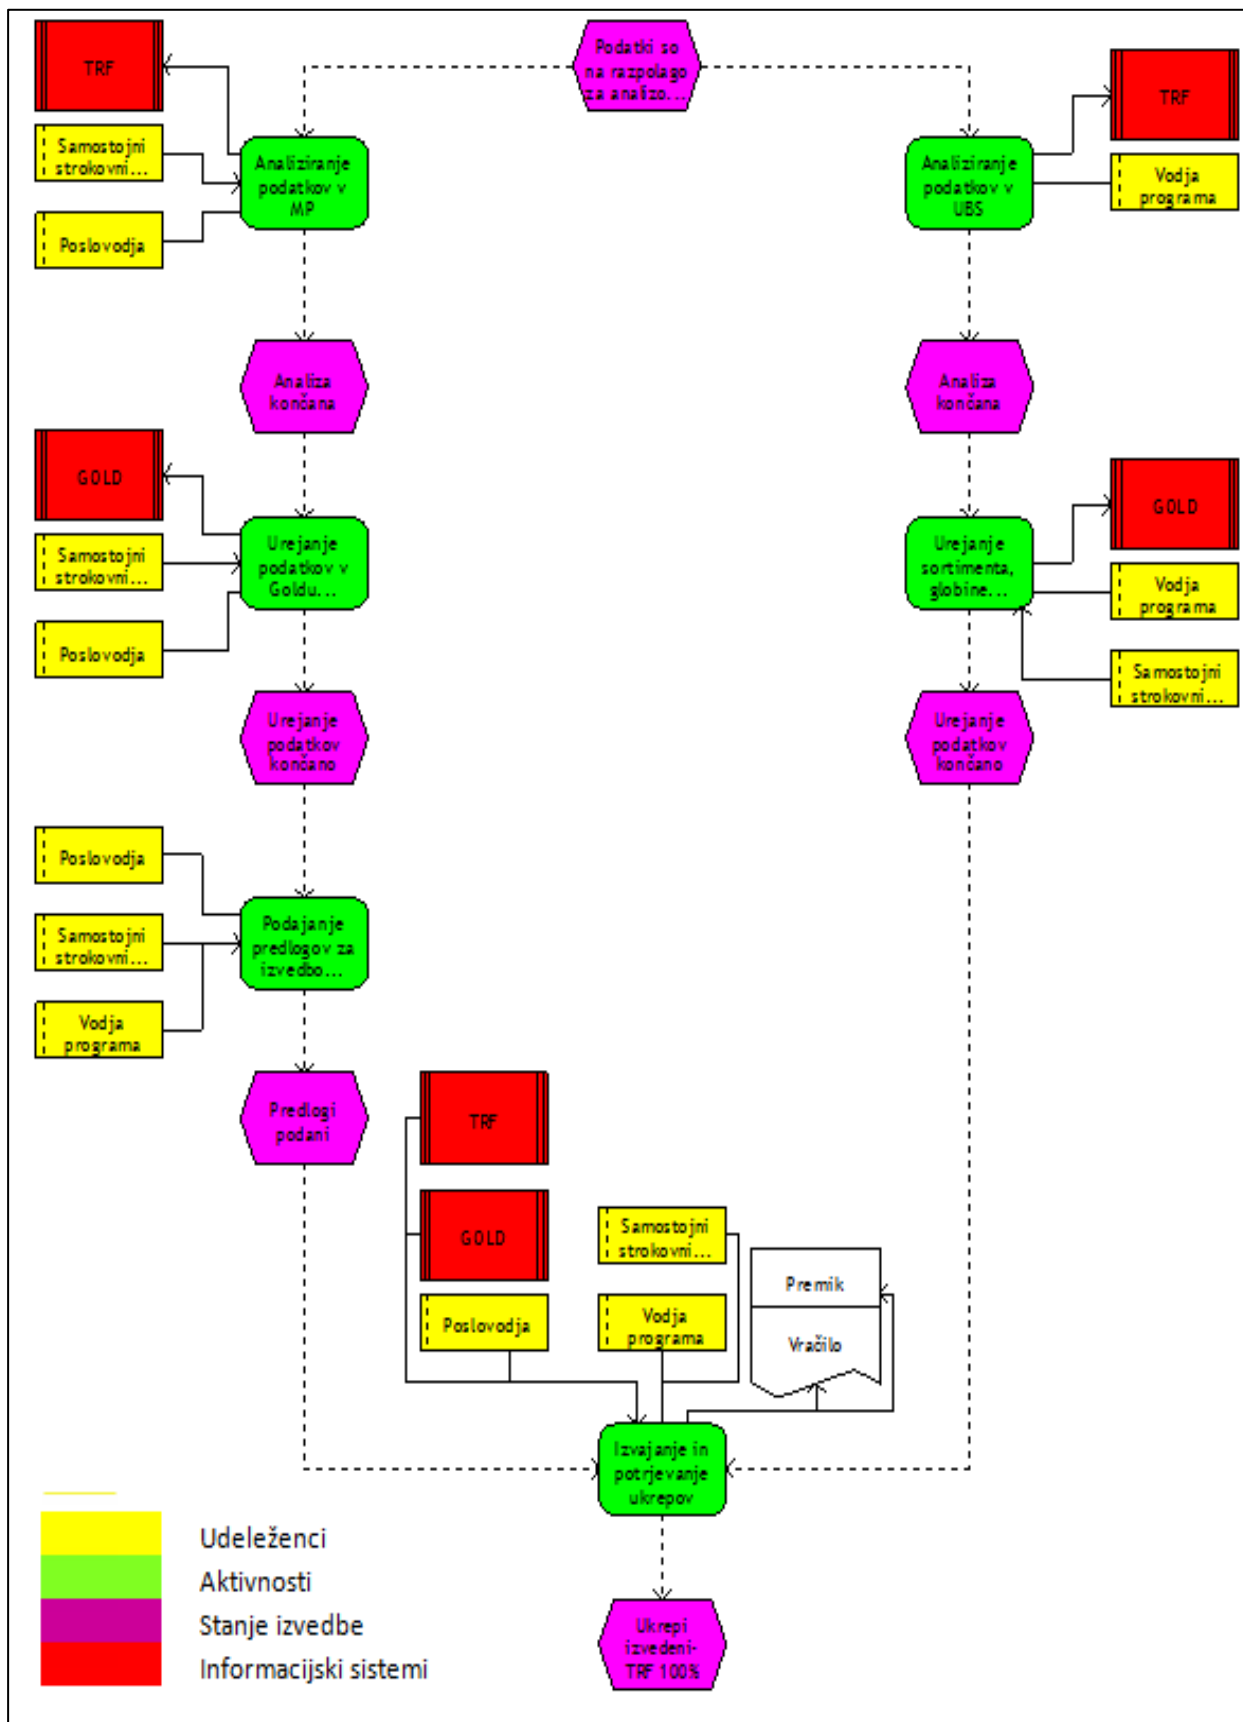 Podatki so
na razpolago
za analizo...
TRF
Samostojni
strokovni...
Poslovodja
Analiziranje
podatkov v
MP
Analiziranje
podatkov v
UBS
TRF
Vodja
programa
Analiza
končana
Analiza
končana
GOLD
Samostojni
strokovni...
Poslovodja
Urejanje
podatkov v
Goldu...
Urejanje
sortimenta,
globine...
GOLD
Vodja
programa
Samostojni
strokovni...
Urejanje
podatkov
končano
Urejanje
podatkov
končano
Poslovodja
Samostojni
strokovni...
Vodja
programa
Podajanje
predlogov za
izvedbo...
Predlogi
podani
TRF
GOLD
Poslovodja
Samostojni
strokovni...
Vodja
programa
Premik
Vračilo
Izvajanje in
potrjevanje
ukrepov
Ukrepi
izvedeni-
TRF 100%
Udeleženci
Aktivnosti
Stanje izvedbe
Informacijski sistemi